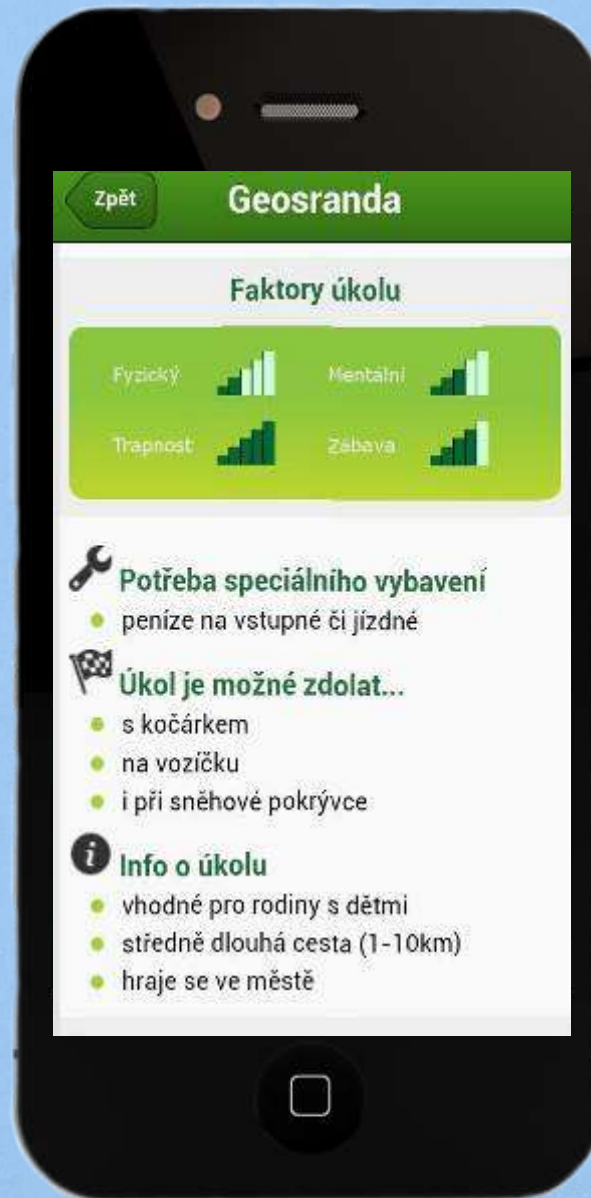 Zpět
Geosranda
Faktory úkolu
Fyzický
Mentální
Trapnost
Zábava
Potřeba speciálního vybavení
peníze na vstupné či jízdné
Úkol je možné zdolat...
s kočárkem
na vozíčku
i při sněhové pokrývce
Info o úkolu
vhodné pro rodiny s dětmi
středně dlouhá cesta (1-10km)
hraje se ve městě